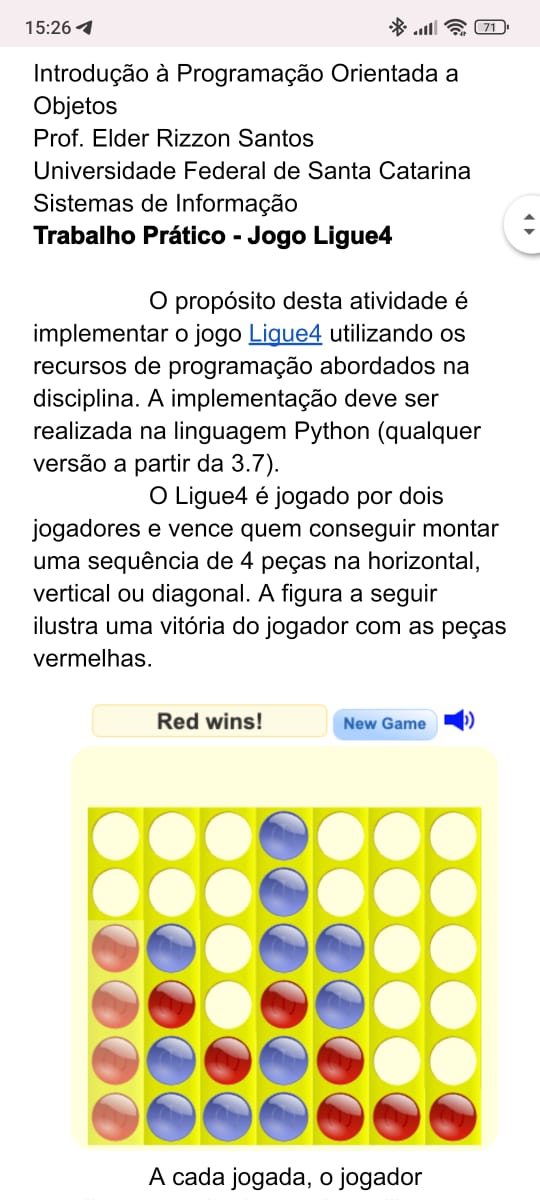 15:26
71
Introdução à Programação Orientada a
Objetos
Prof. Elder Rizzon Santos
Universidade Federal de Santa Catarina
Sistemas de Informação
Trabalho Prático - Jogo Ligue4
O propósito desta atividade é
implementar o jogo Ligue4 utilizando os
recursos de programação abordados na
disciplina. A implementação deve ser
realizada na linguagem Python (qualquer
versão a partir da 3.7).
O Ligue4 é jogado por dois
jogadores e vence quem conseguir montar
uma sequência de 4 peças na horizontal,
vertical ou diagonal. A figura a seguir
ilustra uma vitória do jogador com as peças
vermelhas.
Red wins!
New Game
A cada jogada, o jogador